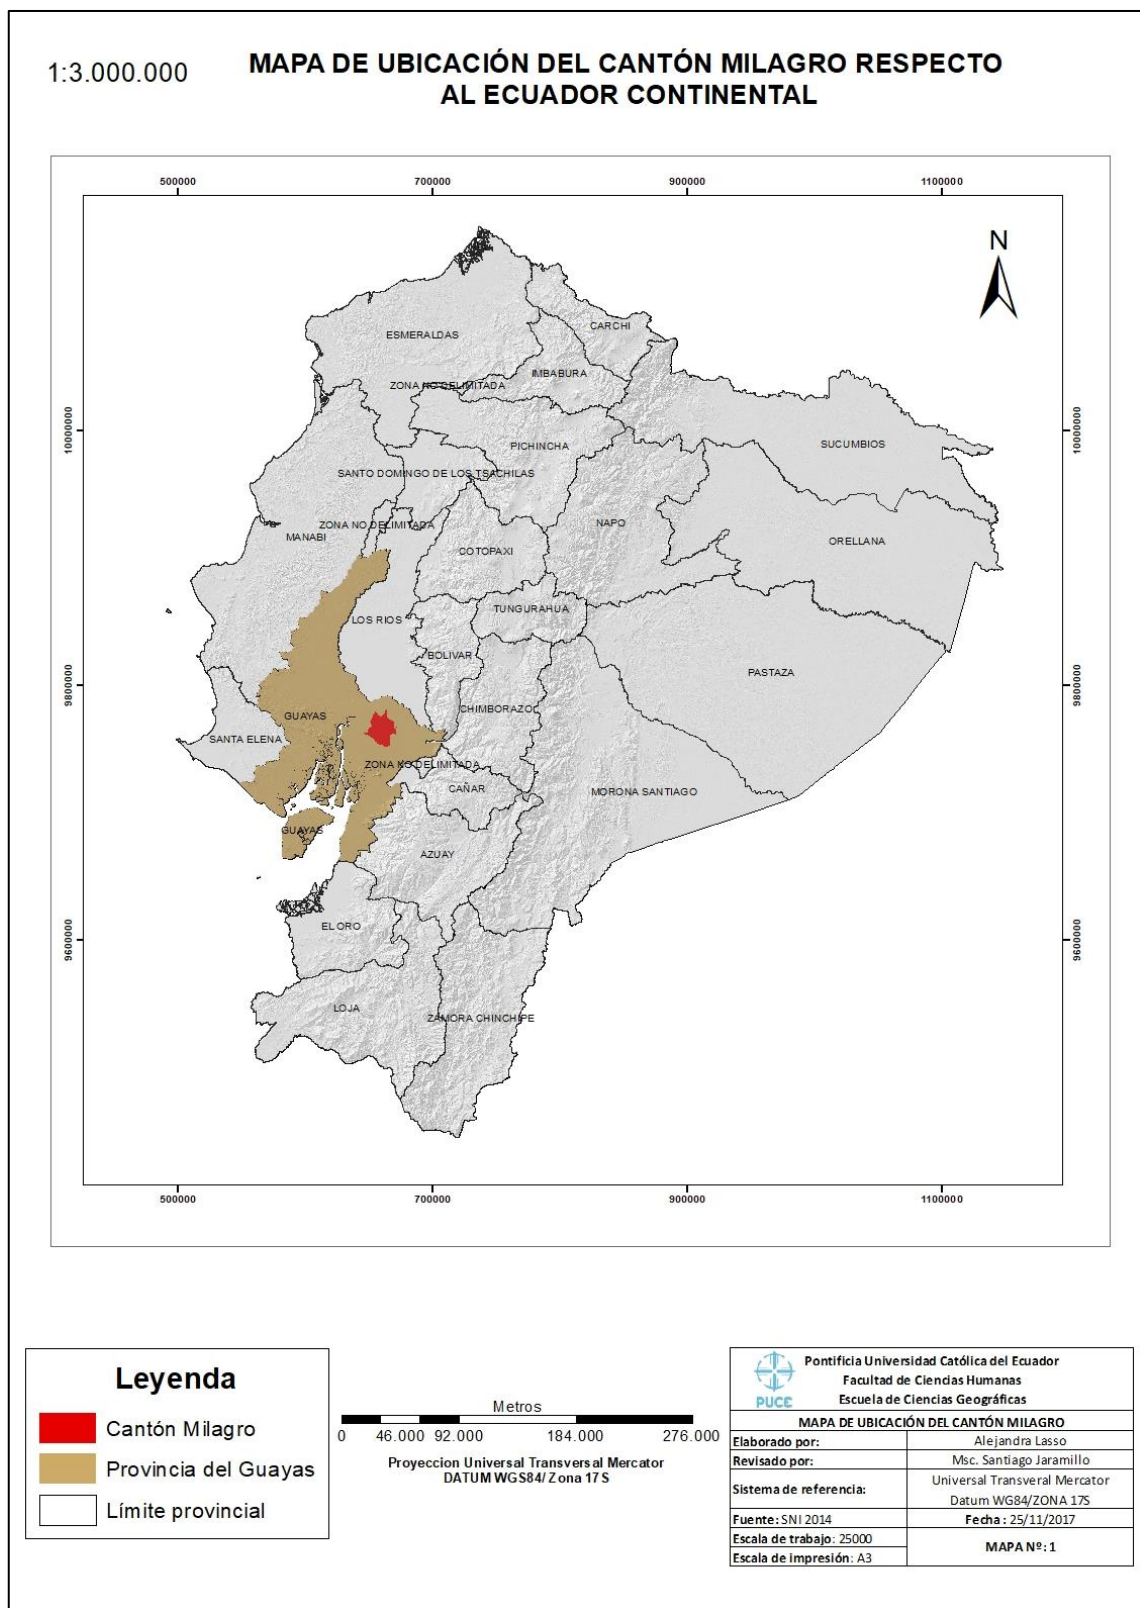 1:3.000.000
MAPA DE UBICACIÓN DEL CANTÓN MILAGRO RESPECTO
AL ECUADOR CONTINENTAL
500000 700000 900000 1100000
N
CARCHI
ESMERALDAS
IMBABURA
ZONA NO DELIMITADA
10000000 10000000
SUCUMBIOS
PICHINCHA
SANTO DOMINGO DE LOS TSACHILAS
ZONA NO DELIMITADA
NAPO
MANABI
ORELLANA
COTOPAXI
TUNGURAHUA
LOS RIOS
BOLIVAR
PASTAZA
9800000 9800000
CHIMBORAZO
GUAYAS
SANTA ELENA
ZONA NO DELIMITADA
CAÑAR
MORONA SANTIAGO
GUAYAS
AZUAY
EL ORO
9600000 9600000
LOJA
ZAMORA CHINCHIPE
500000 700000 900000 1100000
Leyenda
Cantón Milagro
Provincia del Guayas
Límite provincial
Metros
0 46.000 92.000 184.000 276.000
Proyeccion Universal Transversal Mercator
DATUM WGS84/ Zona 17 S
PUCE
Pontificia Universidad Católica del Ecuador
Facultad de Ciencias Humanas
Escuela de Ciencias Geográficas
MAPA DE UBICACIÓN DEL CANTÓN MILAGRO
Elaborado por: Alejandra Lasso
Revisado por: Msc. Santiago Jaramillo
Sistema de referencia: Universal Transveral Mercator
Datum WG84/ZONA 17S
Fuente: SNI 2014 Fecha : 25/11/2017
Escala de trabajo: 25000
Escala de impresión: A3
MAPA Nº: 1